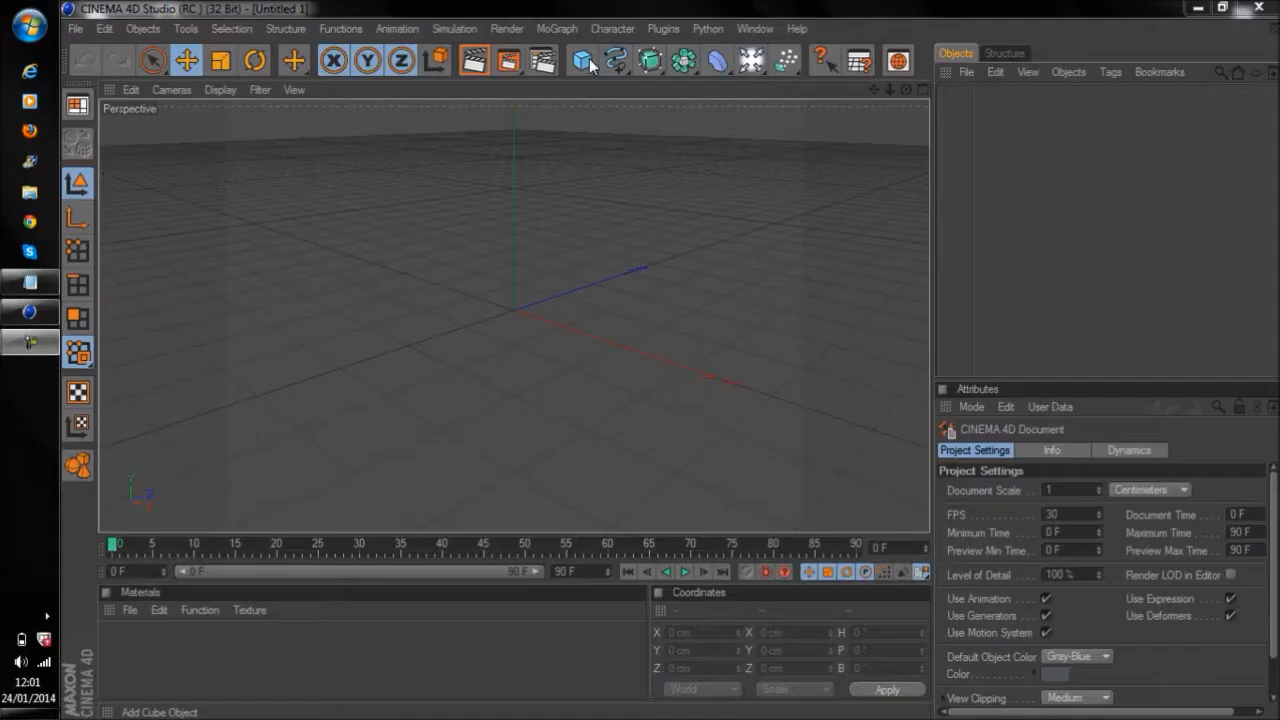 CINEMA 4D Studio (RC ) (32 Bit) - [Untitled 1]
File Edit Objects Tools Selection Structure Functions Animation Simulation Render MoGraph Character Plugins Python Window Help
Objects Structure
File Edit View Objects Tags Bookmarks
Edit Cameras Display Filter View
Perspective
X Y Z
Y
Z
X
Attributes
Mode Edit User Data
CINEMA 4D Document
Project Settings Info Dynamics
Project Settings
Document Scale . . 1 Centimeters
FPS . . . . . . . . . . . 30 Document Time . . . . 0 F
Minimum Time . . . . 0 F Maximum Time . . . . 90 F
Preview Min Time . . 0 F Preview Max Time . . 90 F
Level of Detail . . . . 100 % Render LOD in Editor
Use Animation . . . . Use Expression . . . .
Use Generators . . . Use Deformers . . . .
Use Motion System
Default Object Color Gray-Blue
Color . . . . . . . . . .
View Clipping . . . . Medium
0 5 10 15 20 25 30 35 40 45 50 55 60 65 70 75 80 85 90 0 F
0 F 0 F 90 F 90 F
Materials
File Edit Function Texture
Coordinates
X 0 cm X 0 cm H 0 °
Y 0 cm Y 0 cm P 0 °
Z 0 cm Z 0 cm B 0 °
World Scale Apply
MAXON
CINEMA 4D
Add Cube Object
12:01
24/01/2014